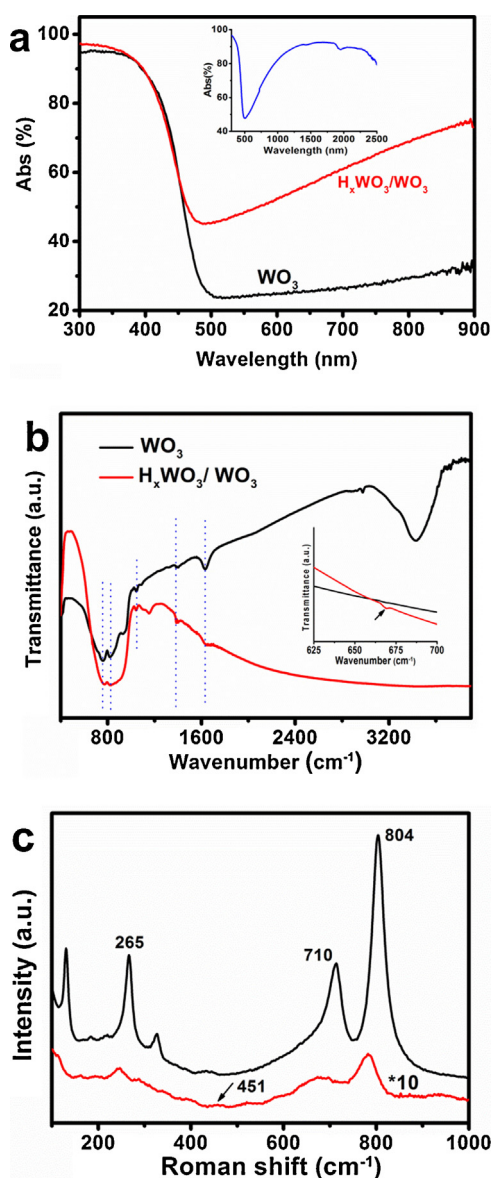 a
Abs (%)
100
80
60
40
20
300 400 500 600 700 800 900
Wavelength (nm)
HxWO3/WO3
WO3
Abs(%)
100
90
80
70
60
50
40
500 1000 1500 2000 2500
Wavelength (nm)
b
WO3
HxWO3/ WO3
Transmittance (a.u.)
800 1600 2400 3200
Wavenumber (cm-1)
Transmittance (a.u.)
625 650 675 700
Wavenumber (cm-1)
c
804
710
265
451
*10
Intensity (a.u.)
200 400 600 800 1000
Roman shift (cm-1)